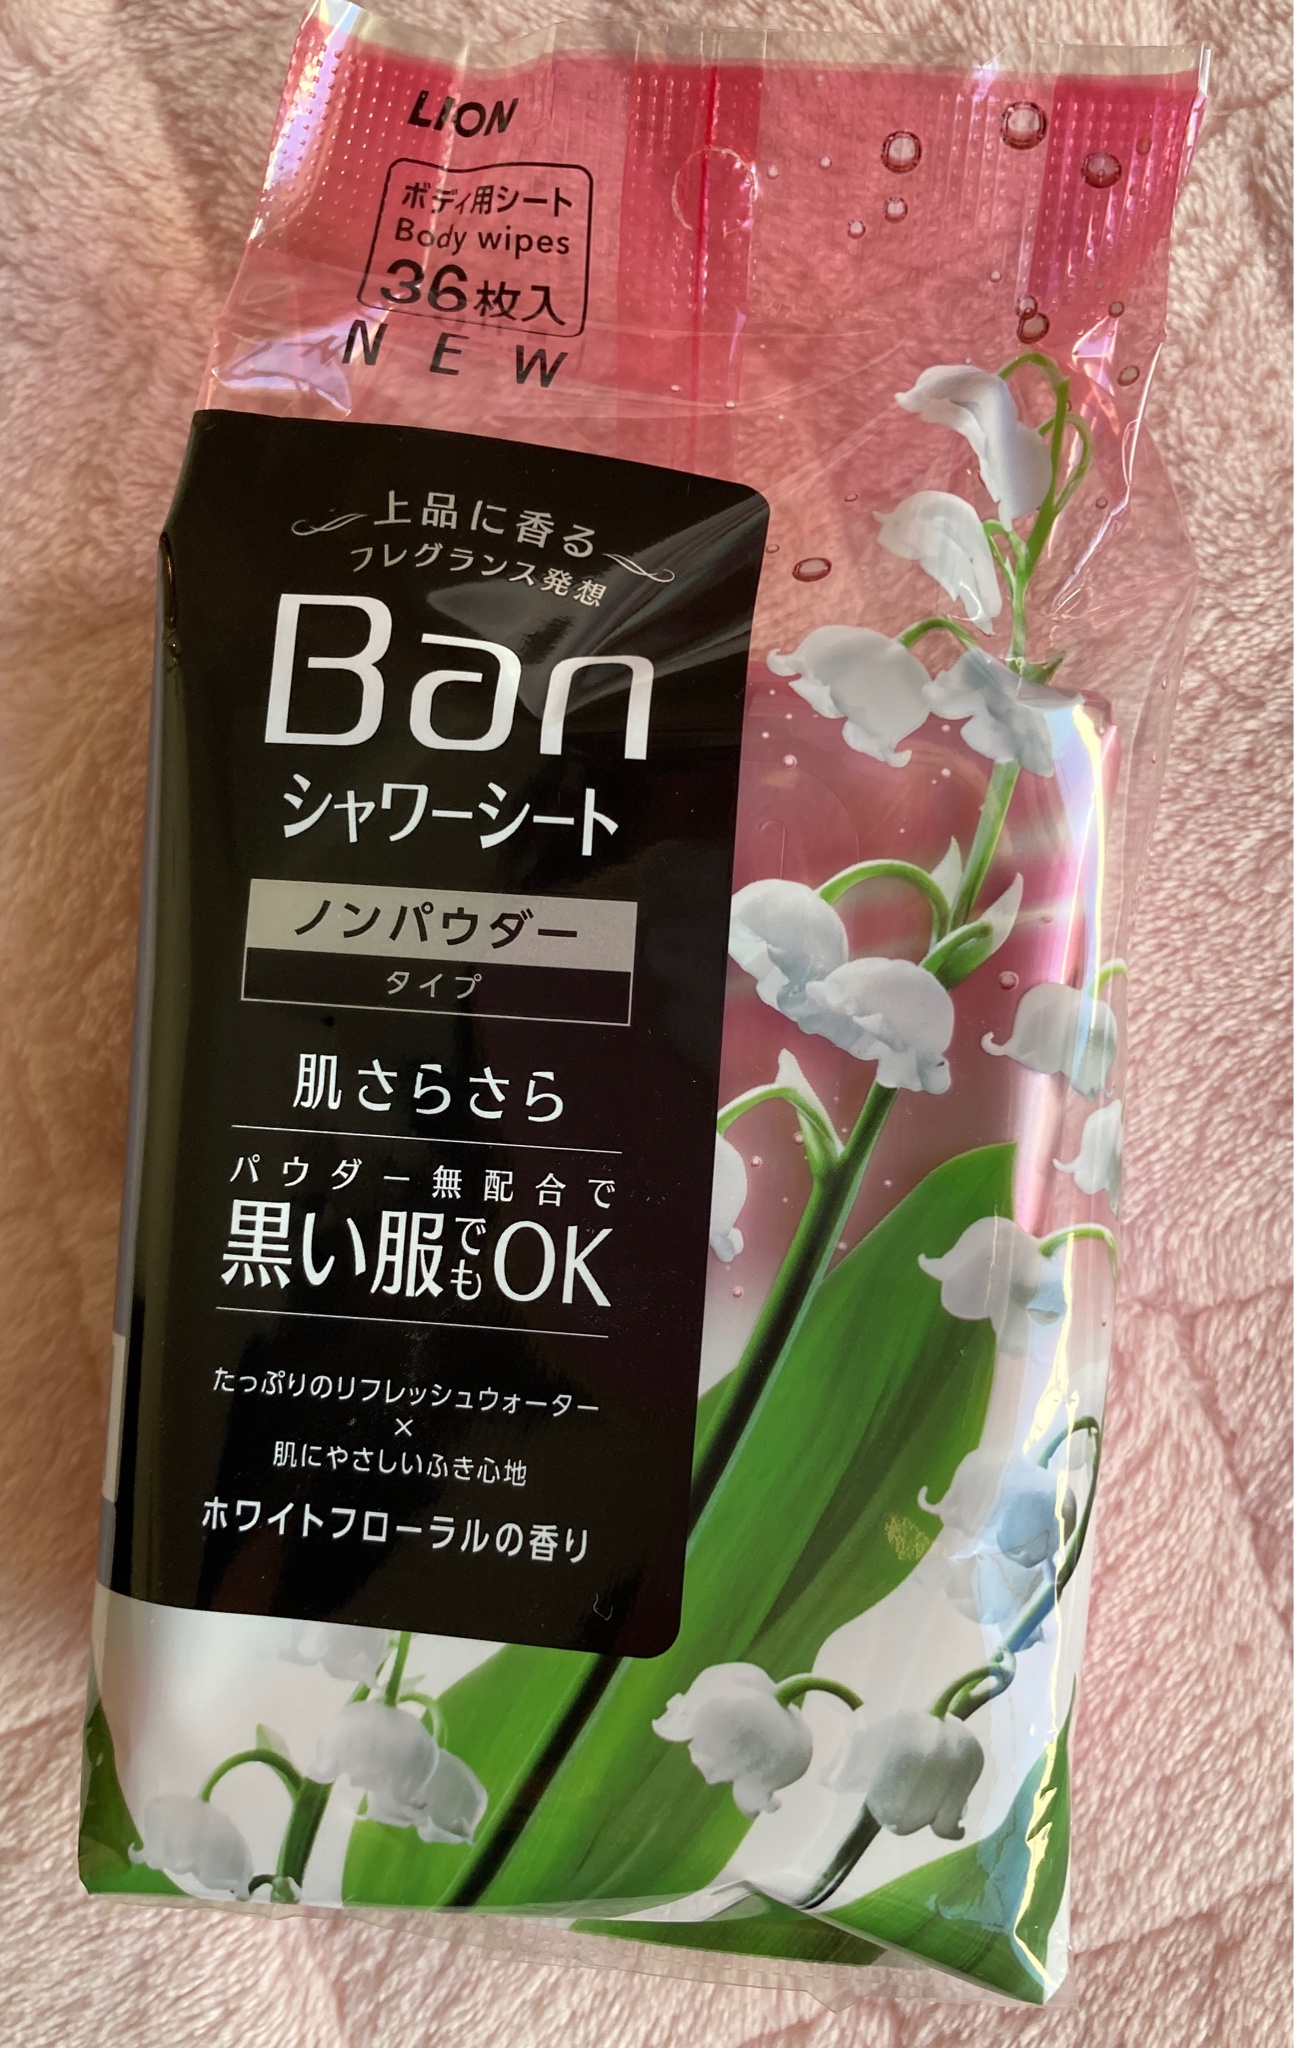 LION
ボディ用シート
Body wipes
36枚入
NEW
上品に香る
フレグランス発想
Ban
シャワーシート
ノンパウダー
タイプ
肌さらさら
パウダー無配合で
黒い服でもOK
たっぷりのリフレッシュウォーター
×
肌にやさしいふき心地
ホワイトフローラルの香り